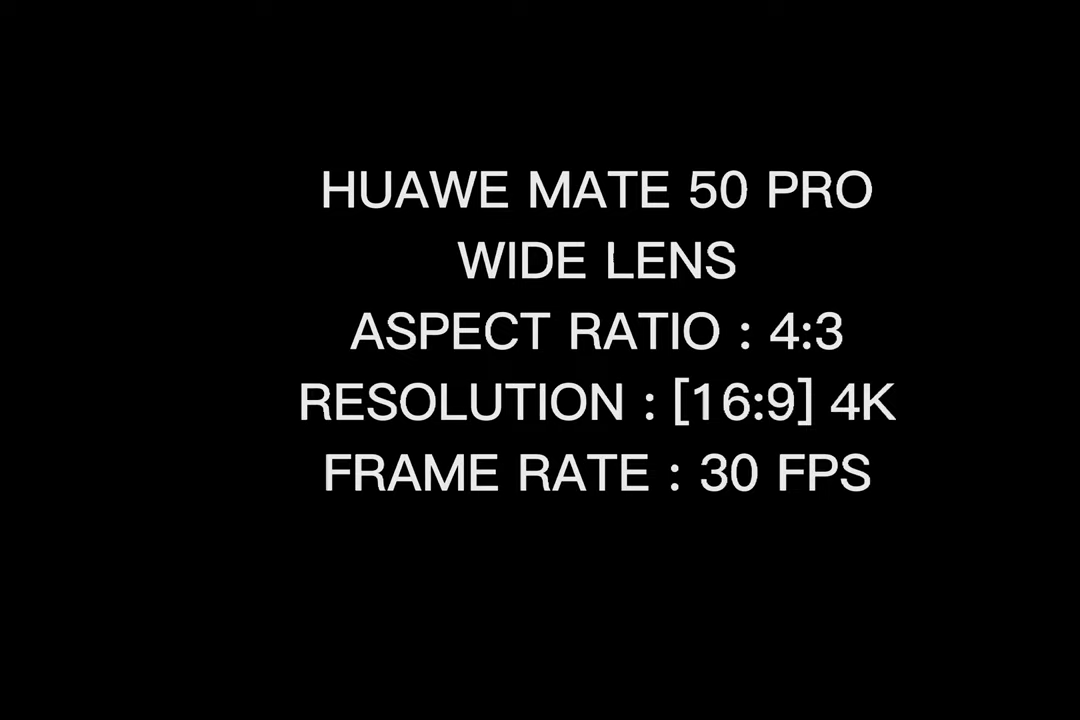 HUAWE MATE 50 PRO
WIDE LENS
ASPECT RATIO : 4:3
RESOLUTION : [16:9] 4K
FRAME RATE : 30 FPS